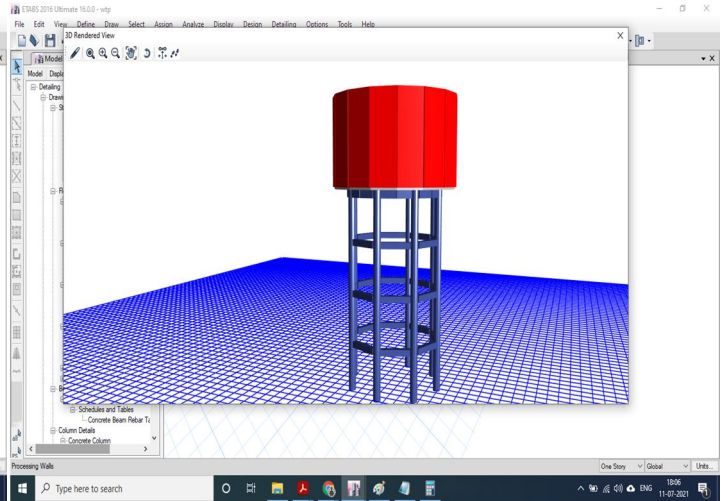 ETABS 2016 Ultimate 16.0.0 - wtp
File Edit View Define Draw Select Assign Analyze Display Design Detailing Options Tools Help
3D Rendered View
X
Model
Model
Detailing
Schedules and Tables
Concrete Beam Rebar Ta
Column Details
Concrete Column
Processing Walls
One Story
Global
Units...
Type here to search
ENG
18:06
11-07-2021